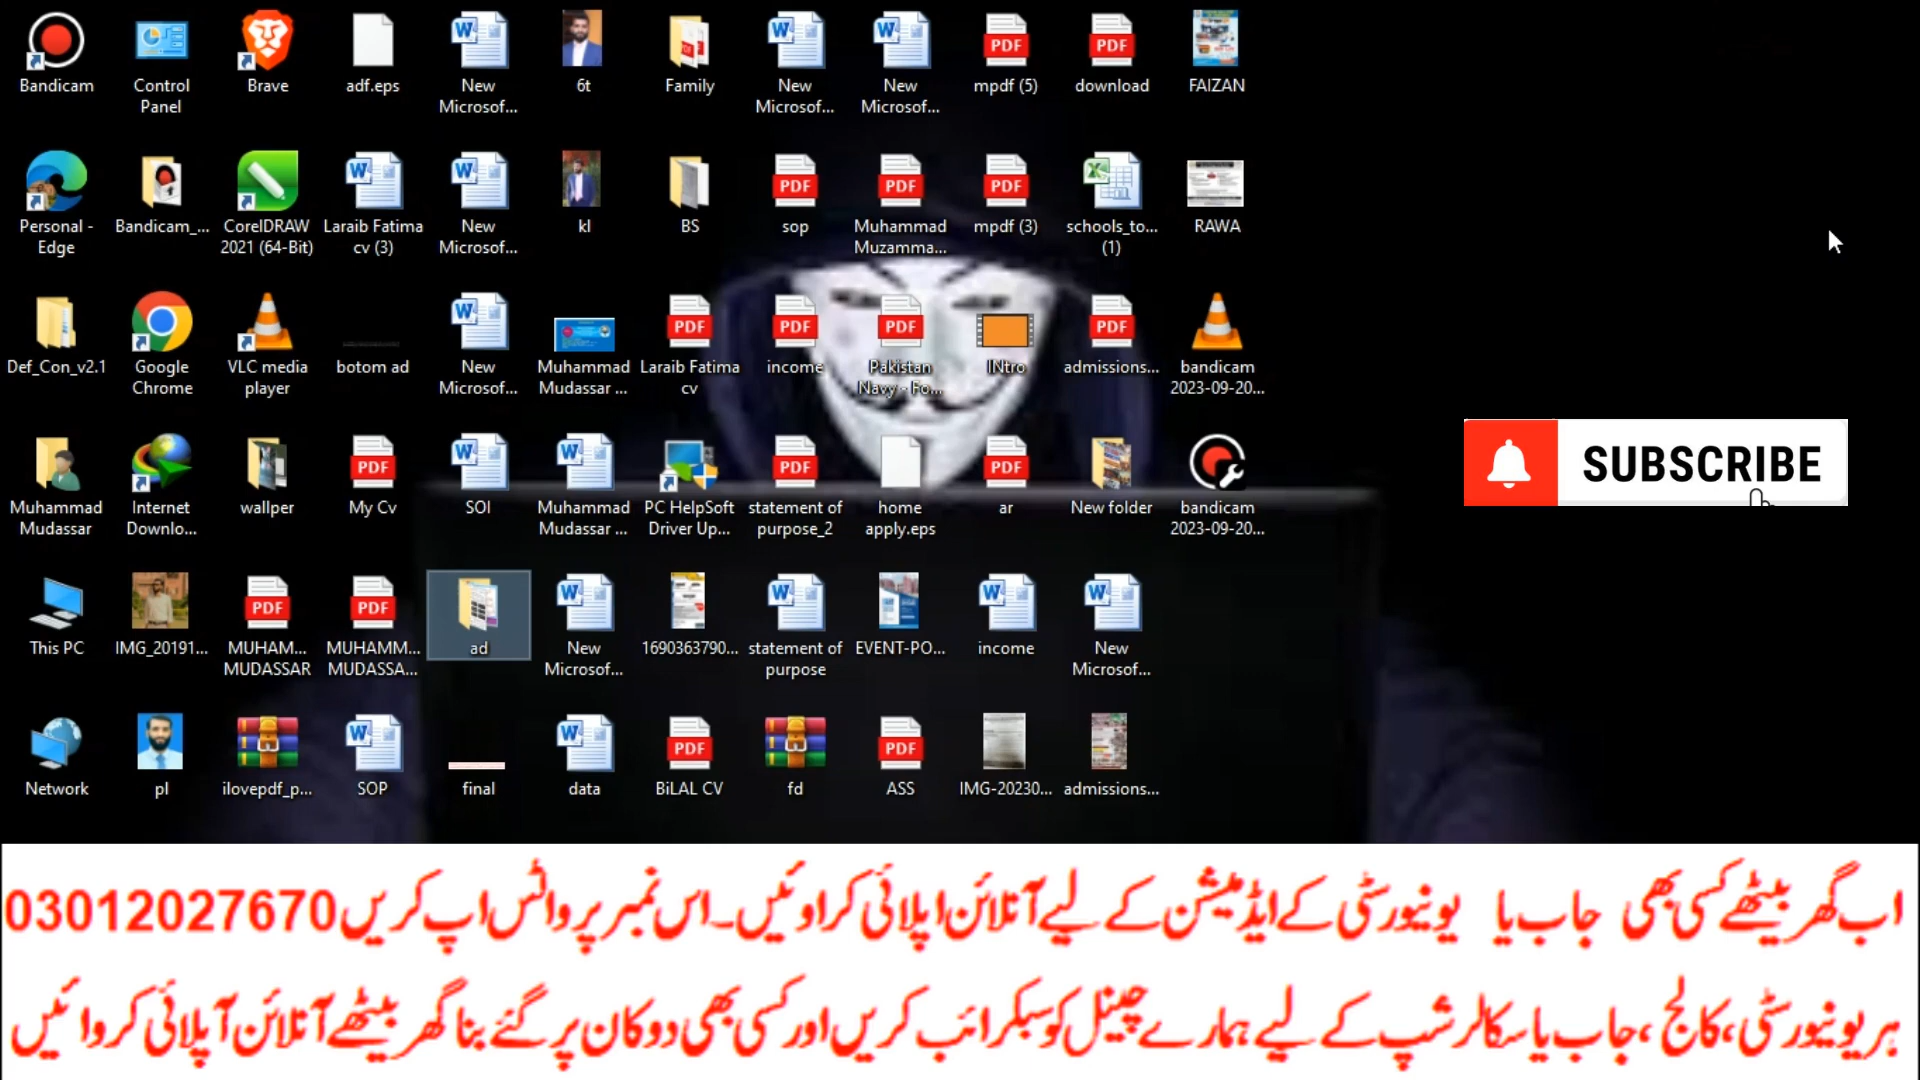 Bandicam
Control Panel
Brave
adf.eps
New Microsof...
6t
Family
New Microsof...
New Microsof...
mpdf (5)
download
FAIZAN
Personal - Edge
Bandicam_...
CorelDRAW 2021 (64-Bit)
Laraib Fatima cv (3)
New Microsof...
kl
BS
sop
Muhammad Muzamma...
mpdf (3)
schools_to... (1)
RAWA
Def_Con_v2.1
Google Chrome
VLC media player
botom ad
New Microsof...
Muhammad Mudassar ...
Laraib Fatima cv
income
Pakistan Navy - Fo...
INtro
admissions...
bandicam 2023-09-20...
SUBSCRIBE
Muhammad Mudassar
Internet Downlo...
wallper
My Cv
SOI
Muhammad Mudassar ...
PC HelpSoft Driver Up...
statement of purpose_2
home apply.eps
ar
New folder
bandicam 2023-09-20...
This PC
IMG_20191...
MUHAM... MUDASSAR
MUHAMM... MUDASSA...
ad
New Microsof...
1690363790...
statement of purpose
EVENT-PO...
income
New Microsof...
Network
pl
ilovepdf_p...
SOP
final
data
BiLAL CV
fd
ASS
IMG-20230...
admissions...
اب گھر بیٹھے کسی بھی جاب یا یونیورسٹی کے ایڈمیشن کے لیے آنلائن اپلائی کراوئیں۔اس نمبر پر واٹس اپ کریں 03012027670
ہر یونیورسٹی، کالج ،جاب یا سکالرشپ کے لیے ہمارے چینل کو سبکرائب کریں اور کسی بھی دوکان پر گئے بنا گھر بیٹھے آنلائن آپلائی کروائیں